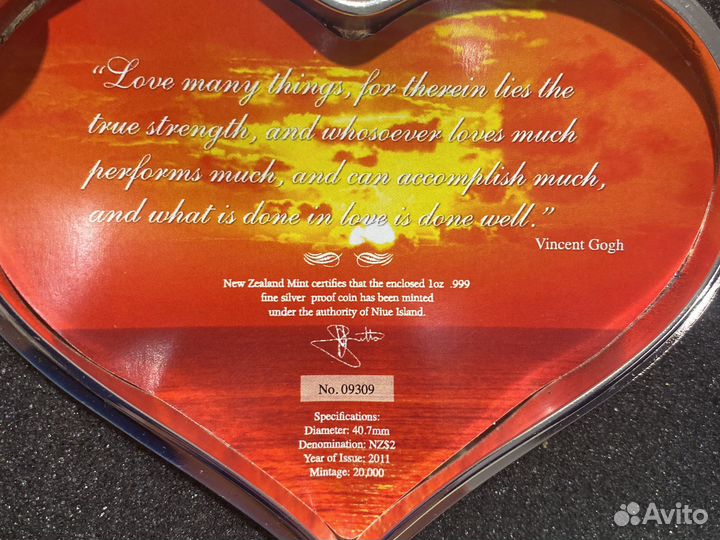 “Love many things, for therein lies the
true strength, and whosoever loves much
performs much, and can accomplish much,
and what is done in love is done well.”
Vincent Gogh
New Zealand Mint certifies that the enclosed 1oz .999
fine silver proof coin has been minted
under the authority of Niue Island.
No. 09309
Specifications:
Diameter: 40.7mm
Denomination: NZ$2
Year of Issue: 2011
Mintage: 20,000
Avito